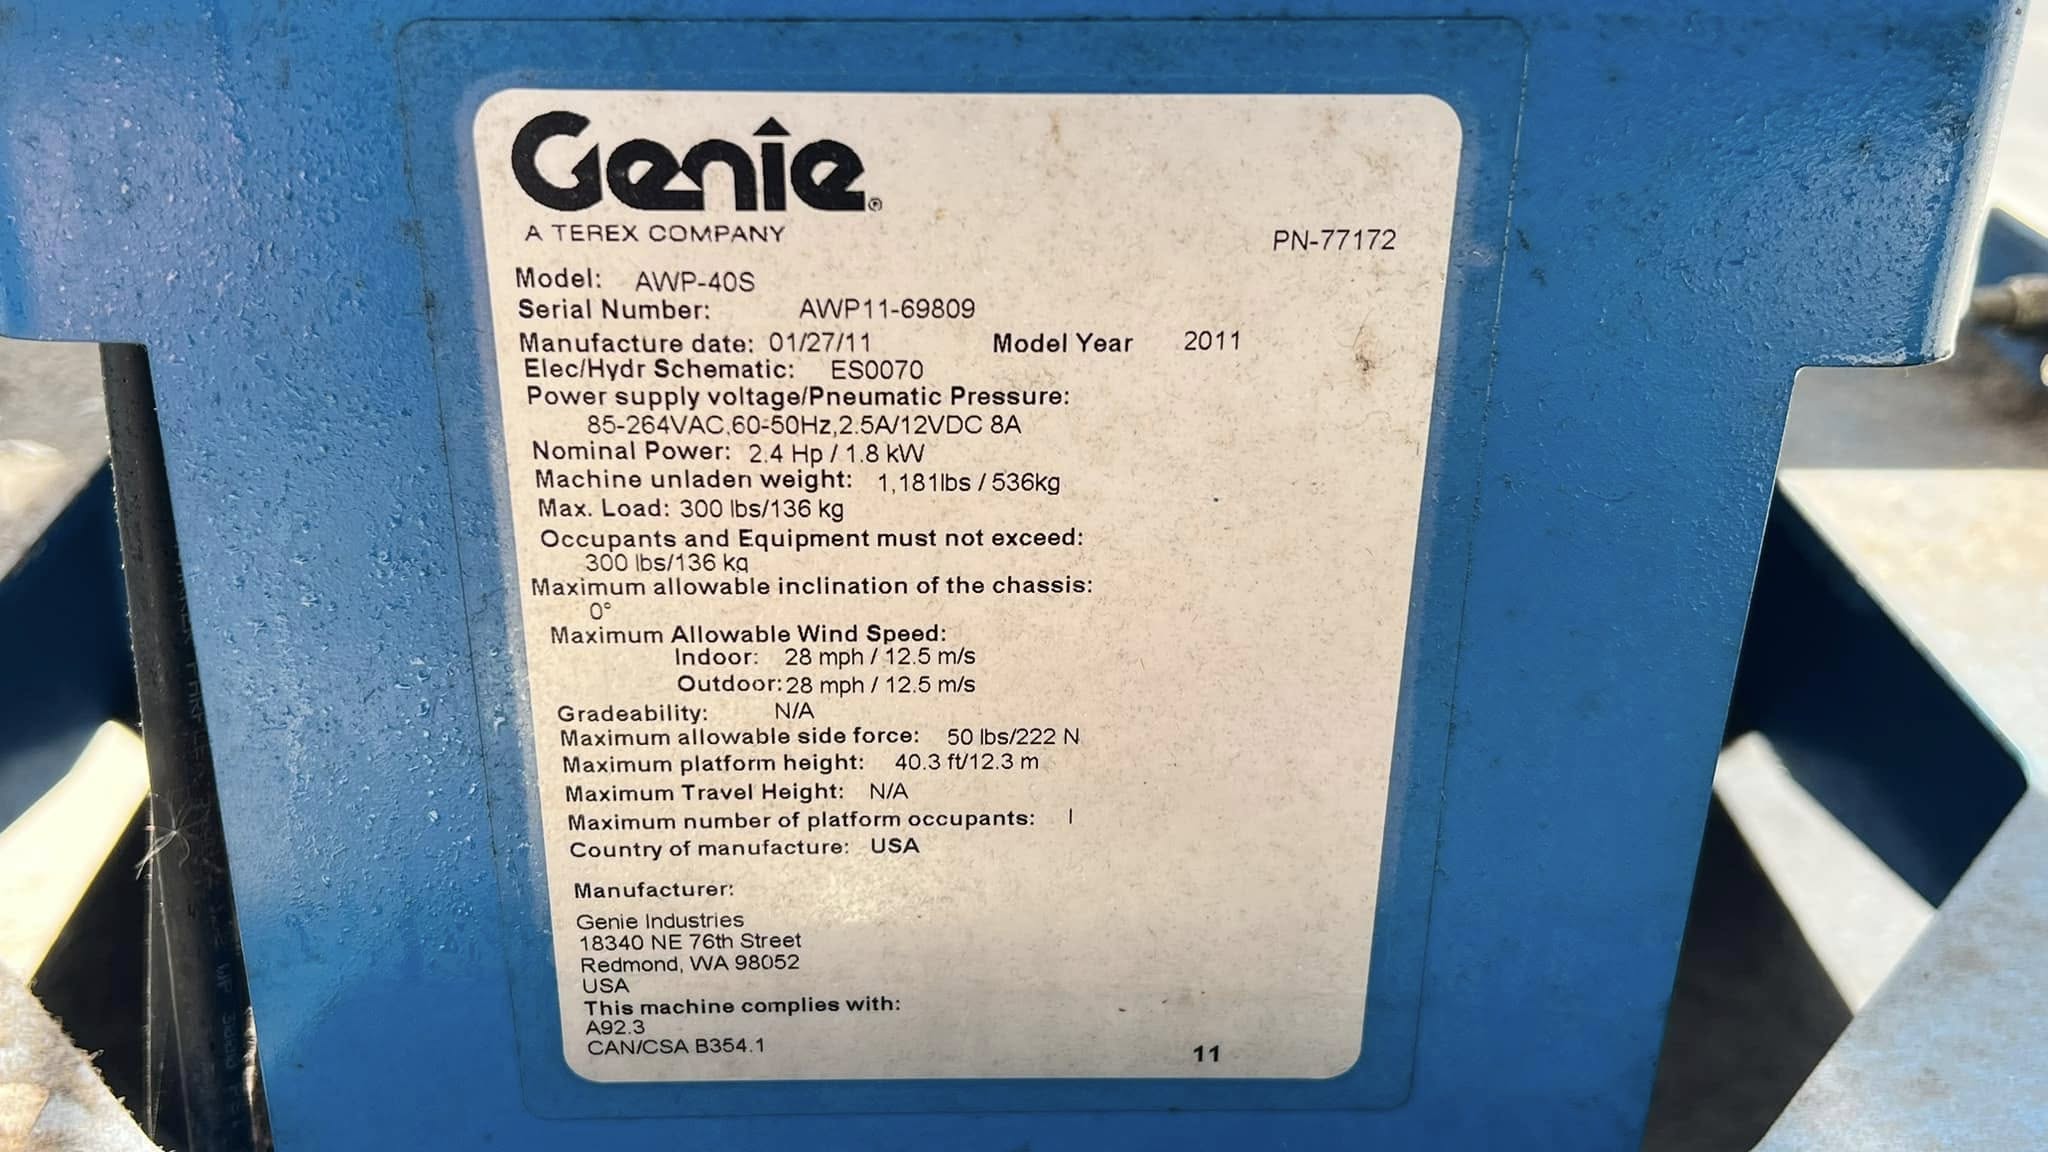 Genie®
A TEREX COMPANY
PN-77172
Model: AWP-40S
Serial Number: AWP11-69809
Manufacture date: 01/27/11 Model Year 2011
Elec/Hydr Schematic: ES0070
Power supply voltage/Pneumatic Pressure:
85-264VAC,60-50Hz,2.5A/12VDC 8A
Nominal Power: 2.4 Hp / 1.8 kW
Machine unladen weight: 1,181lbs / 536kg
Max. Load: 300 lbs/136 kg
Occupants and Equipment must not exceed:
300 lbs/136 kg
Maximum allowable inclination of the chassis:
0°
Maximum Allowable Wind Speed:
Indoor: 28 mph / 12.5 m/s
Outdoor: 28 mph / 12.5 m/s
Gradeability: N/A
Maximum allowable side force: 50 lbs/222 N
Maximum platform height: 40.3 ft/12.3 m
Maximum Travel Height: N/A
Maximum number of platform occupants: 1
Country of manufacture: USA
Manufacturer:
Genie Industries
18340 NE 76th Street
Redmond, WA 98052
USA
This machine complies with:
A92.3
CAN/CSA B354.1
11